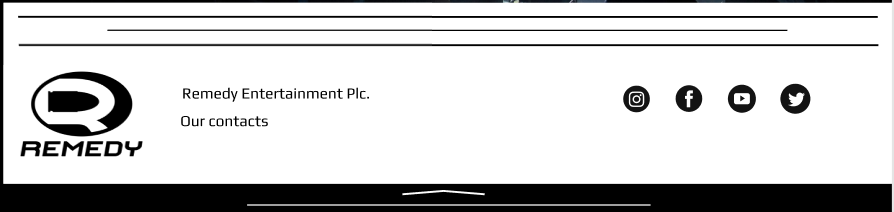 Remedy Entertainment Plc.
Our contacts
REMEDY